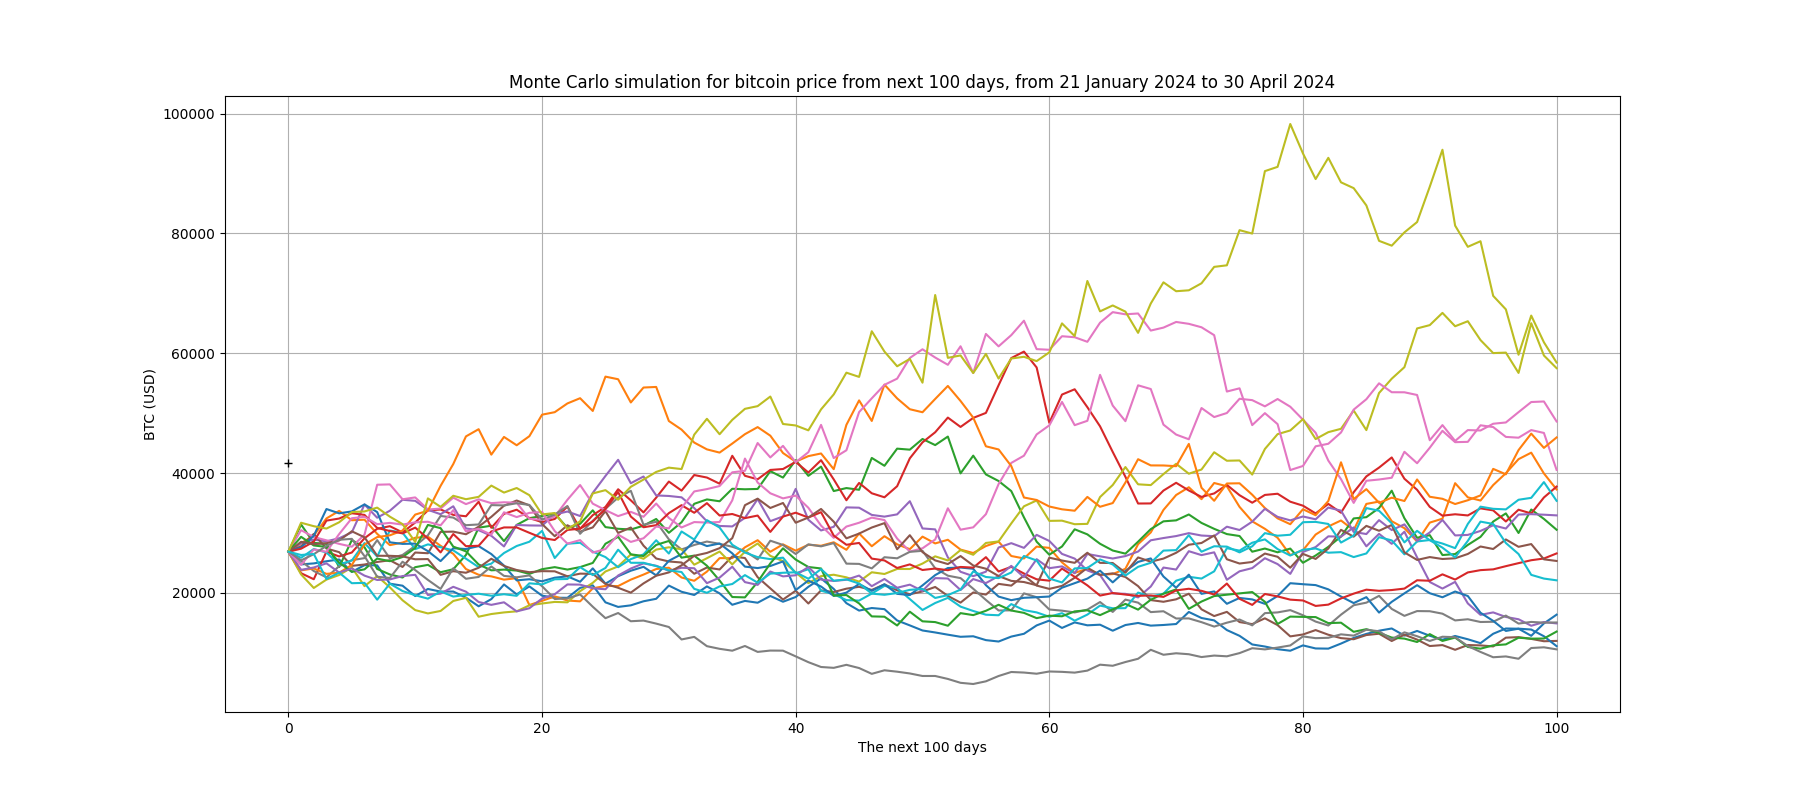 Monte Carlo simulation for bitcoin price from next 100 days, from 21 January 2024 to 30 April 2024
100000
80000
60000
40000
20000
BTC (USD)
0 20 40 60 80 100
The next 100 days